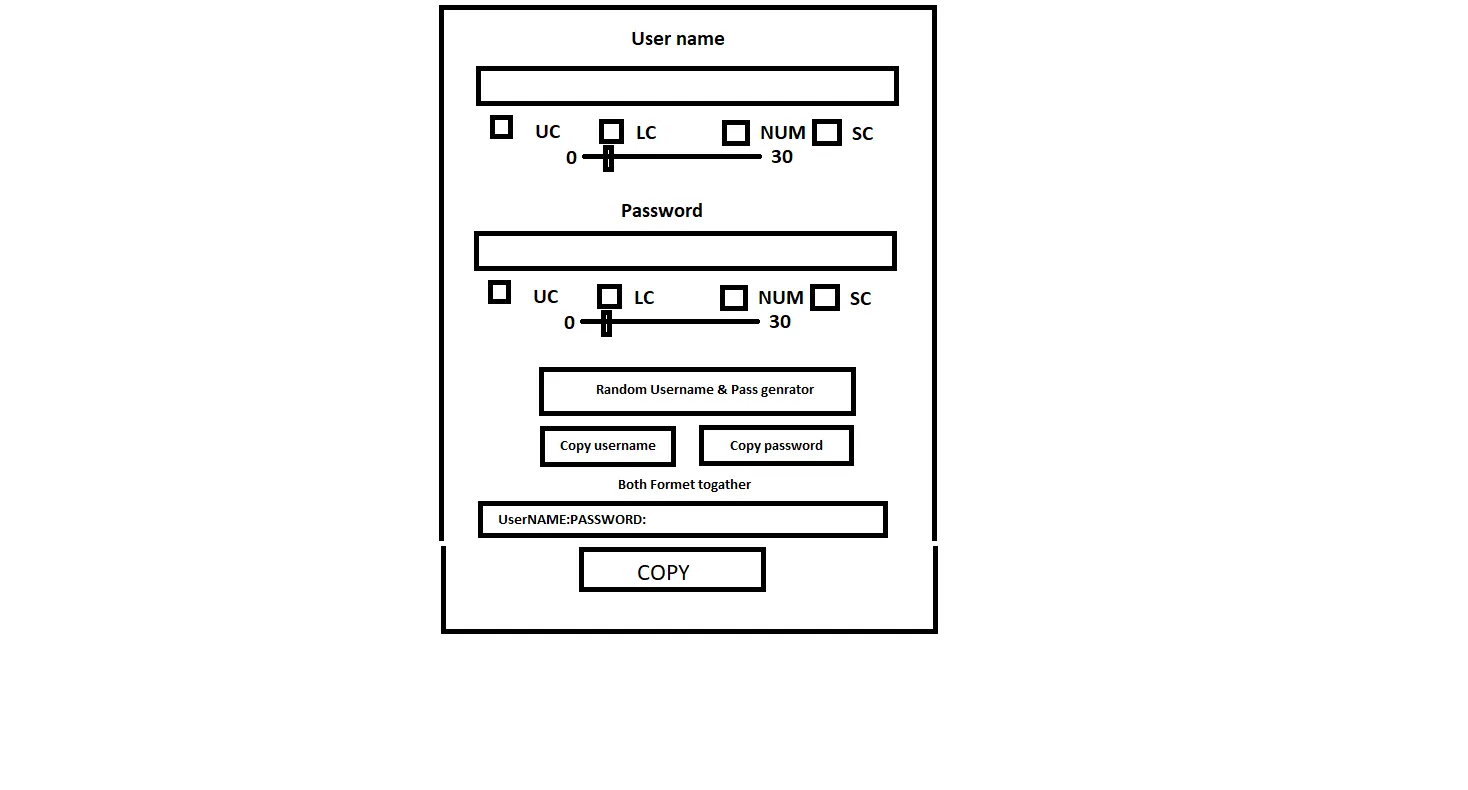 User name
UC LC NUM SC
0 30
Password
UC LC NUM SC
0 30
Random Username & Pass genrator
Copy username Copy password
Both Formet togather
UserNAME:PASSWORD:
COPY